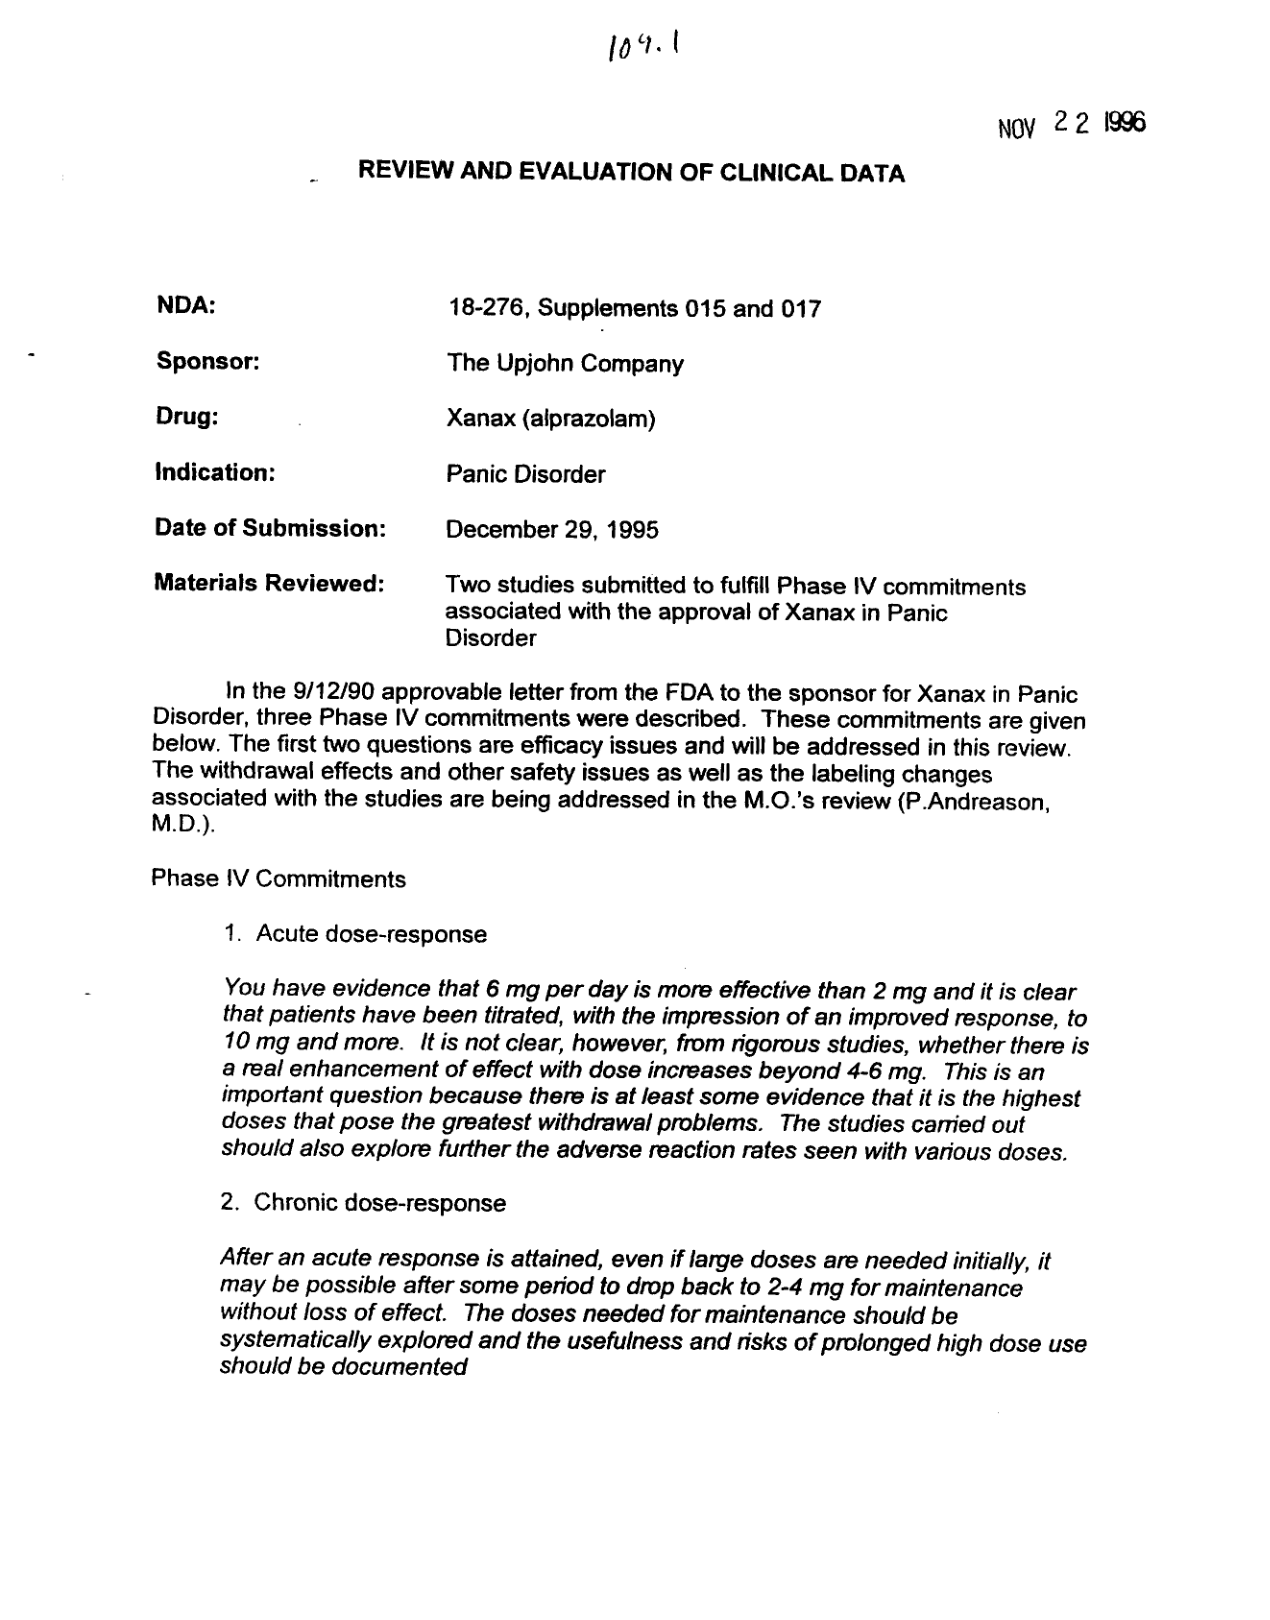 109.1
NOV 22 1996
REVIEW AND EVALUATION OF CLINICAL DATA
NDA: 18-276, Supplements 015 and 017
Sponsor: The Upjohn Company
Drug: Xanax (alprazolam)
Indication: Panic Disorder
Date of Submission: December 29, 1995
Materials Reviewed: Two studies submitted to fulfill Phase IV commitments
associated with the approval of Xanax in Panic
Disorder
In the 9/12/90 approvable letter from the FDA to the sponsor for Xanax in Panic
Disorder, three Phase IV commitments were described. These commitments are given
below. The first two questions are efficacy issues and will be addressed in this review.
The withdrawal effects and other safety issues as well as the labeling changes
associated with the studies are being addressed in the M.O.'s review (P.Andreason,
M.D.).
Phase IV Commitments
1. Acute dose-response
You have evidence that 6 mg per day is more effective than 2 mg and it is clear
that patients have been titrated, with the impression of an improved response, to
10 mg and more. It is not clear, however, from rigorous studies, whether there is
a real enhancement of effect with dose increases beyond 4-6 mg. This is an
important question because there is at least some evidence that it is the highest
doses that pose the greatest withdrawal problems. The studies carried out
should also explore further the adverse reaction rates seen with various doses.
2. Chronic dose-response
After an acute response is attained, even if large doses are needed initially, it
may be possible after some period to drop back to 2-4 mg for maintenance
without loss of effect. The doses needed for maintenance should be
systematically explored and the usefulness and risks of prolonged high dose use
should be documented